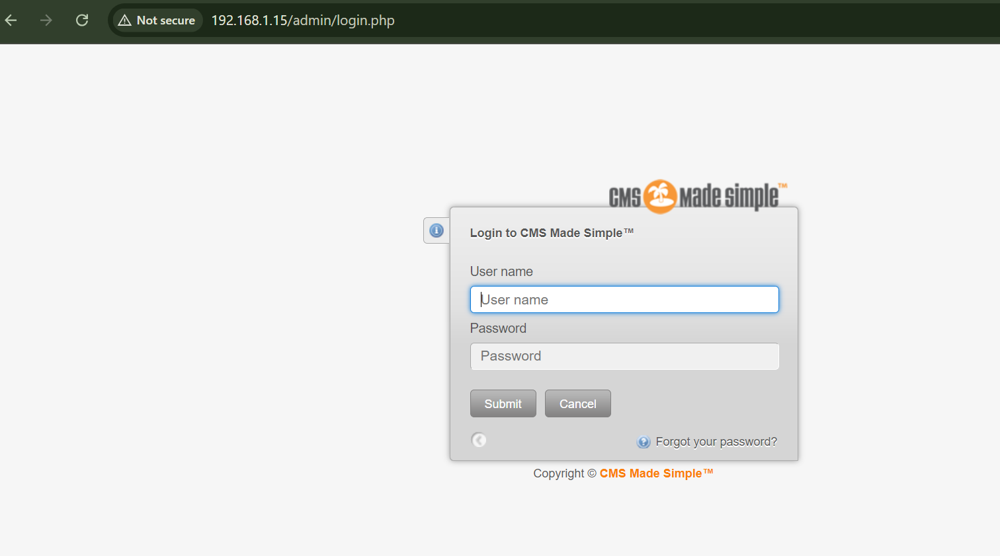 Not secure 192.168.1.15/admin/login.php
CMS Made Simple™
Login to CMS Made Simple™
User name
User name
Password
Password
Submit Cancel
Forgot your password?
Copyright © CMS Made Simple™